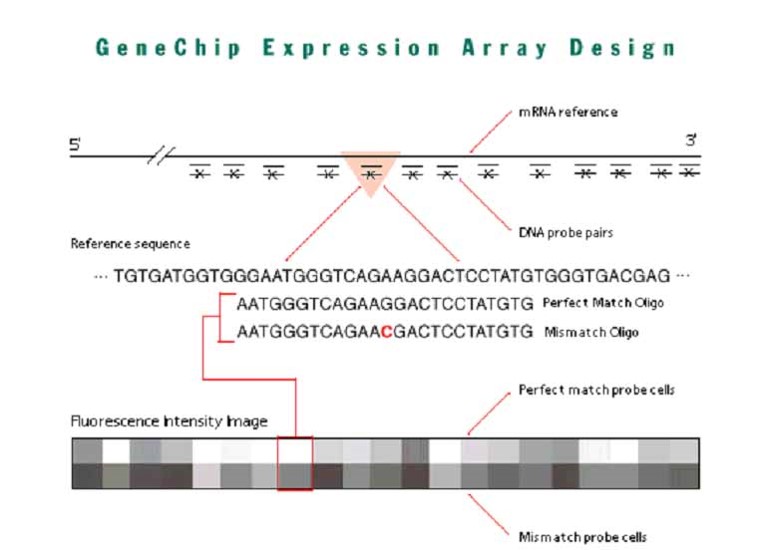 GeneChip Expression Array Design
mRNA reference
5'
3'
DNA probe pairs
Reference sequence
··· TGTGATGGTGGGAATGGGTCAGAAGGACTCCTATGTGGGTGACGAG ···
AATGGGTCAGAAGGACTCCTATGTG Perfect Match Oligo
AATGGGTCAGAACGACTCCTATGTG Mismatch Oligo
Perfect match probe cells
Fluorescence Intensity Image
Mismatch probe cells